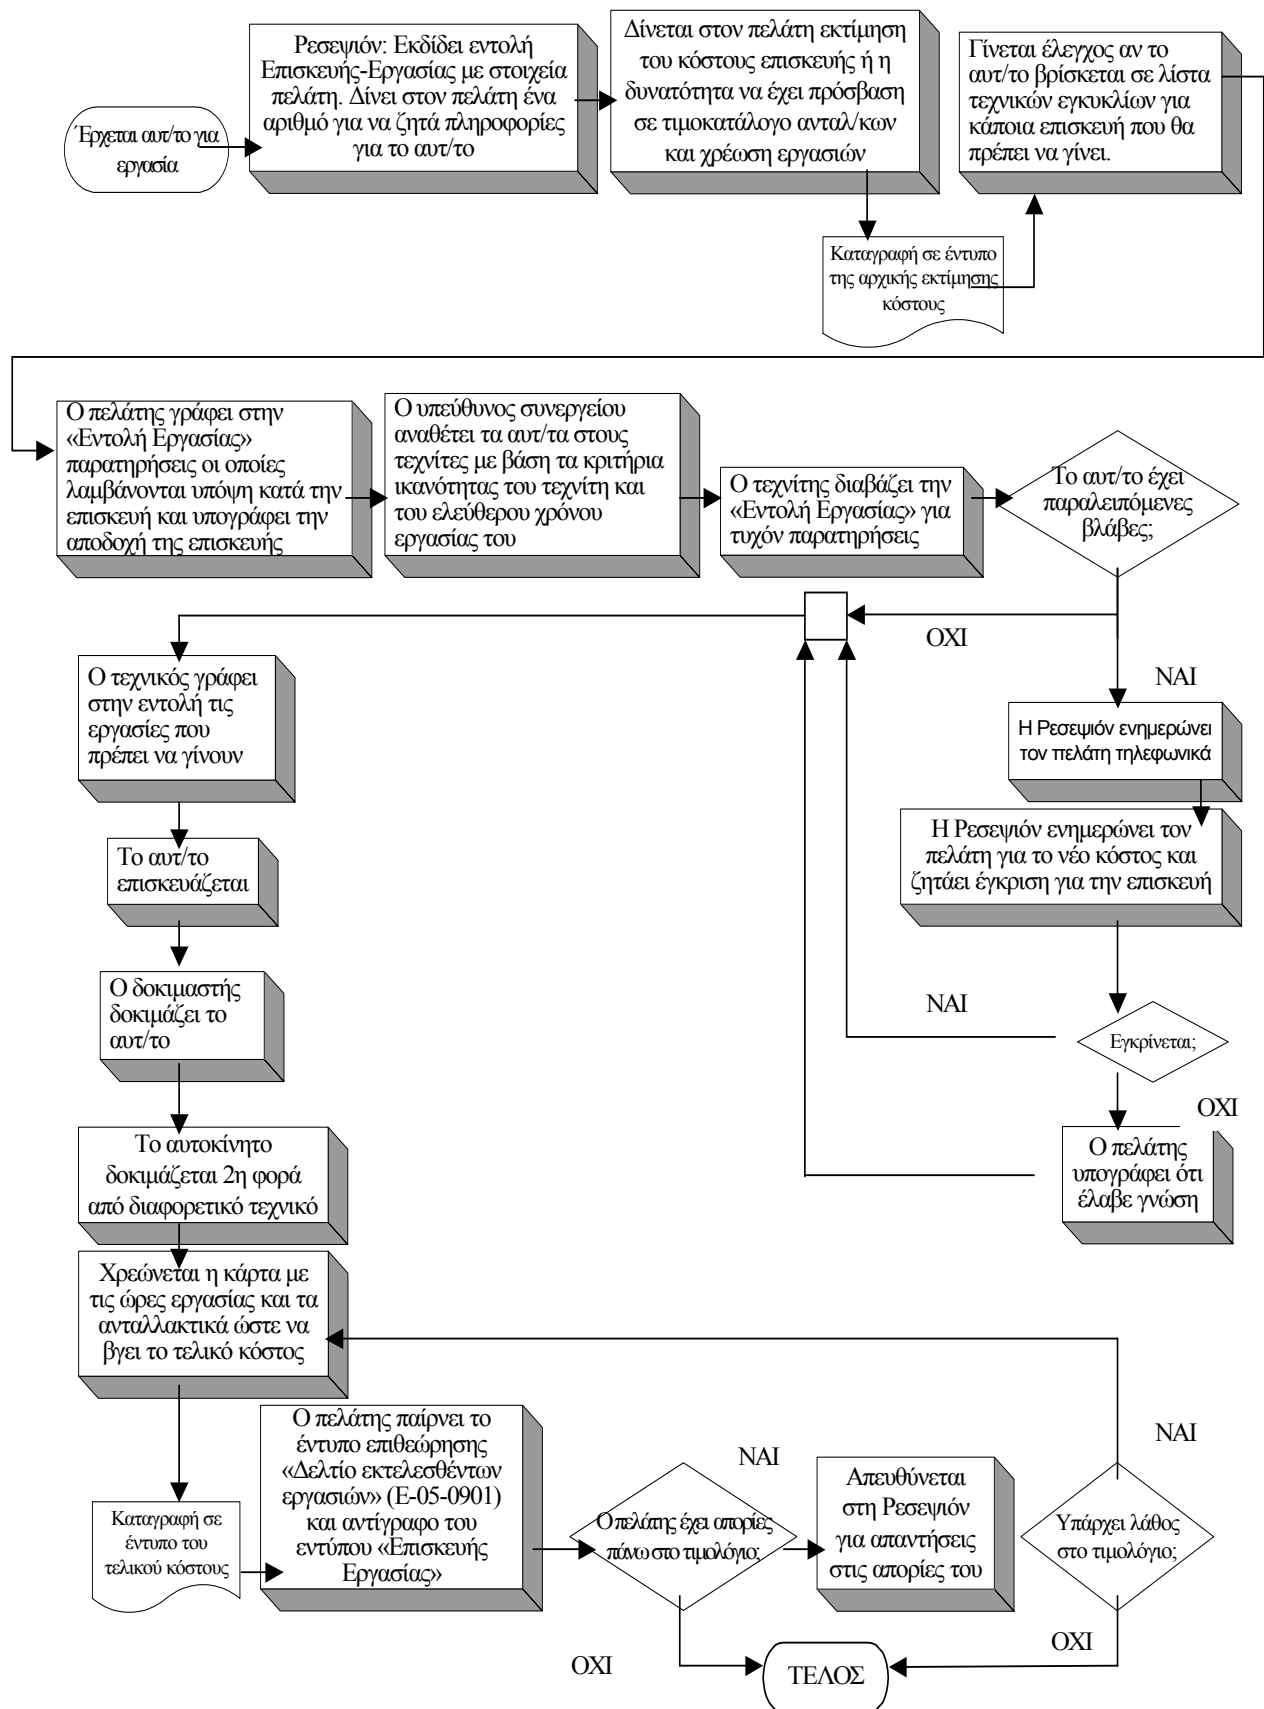 Έρχεται αυτ/το για
εργασία
Ρεσεψιόν: Εκδίδει εντολή
Επισκευής-Εργασίας με στοιχεία
πελάτη. Δίνει στον πελάτη ένα
αριθμό για να ζητά πληροφορίες
για το αυτ/το
Δίνεται στον πελάτη εκτίμηση
του κόστους επισκευής ή η
δυνατότητα να έχει πρόσβαση
σε τιμοκατάλογο ανταλ/κων
και χρέωση εργασιών
Γίνεται έλεγχος αν το
αυτ/το βρίσκεται σε λίστα
τεχνικών εγκυκλίων για
κάποια επισκευή που θα
πρέπει να γίνει.
Καταγραφή σε έντυπο
της αρχικής εκτίμησης
κόστους
Ο πελάτης γράφει στην
«Εντολή Εργασίας»
παρατηρήσεις οι οποίες
λαμβάνονται υπόψη κατά την
επισκευή και υπογράφει την
αποδοχή της επισκευής
Ο υπεύθυνος συνεργείου
αναθέτει τα αυτ/τα στους
τεχνίτες με βάση τα κριτήρια
ικανότητας του τεχνίτη και
του ελεύθερου χρόνου
εργασίας του
Ο τεχνίτης διαβάζει την
«Εντολή Εργασίας» για
τυχόν παρατηρήσεις
Το αυτ/το έχει
παραλειπόμενες
βλάβες;
ΟΧΙ
ΝΑΙ
Ο τεχνικός γράφει
στην εντολή τις
εργασίες που
πρέπει να γίνουν
Η Ρεσεψιόν ενημερώνει
τον πελάτη τηλεφωνικά
Η Ρεσεψιόν ενημερώνει τον
πελάτη για το νέο κόστος και
ζητάει έγκριση για την επισκευή
Το αυτ/το
επισκευάζεται
Ο δοκιμαστής
δοκιμάζει το
αυτ/το
ΝΑΙ
Εγκρίνεται;
ΟΧΙ
Ο πελάτης
υπογράφει ότι
έλαβε γνώση
Το αυτοκίνητο
δοκιμάζεται 2η φορά
από διαφορετικό τεχνικό
Χρεώνεται η κάρτα με
τις ώρες εργασίας και τα
ανταλλακτικά ώστε να
βγει το τελικό κόστος
Καταγραφή σε
έντυπο του
τελικού κόστους
Ο πελάτης παίρνει το
έντυπο επιθεώρησης
«Δελτίο εκτελεσθέντων
εργασιών» (Ε-05-0901)
και αντίγραφο του
εντύπου «Επισκευής
Εργασίας»
Ο πελάτης έχει απορίες
πάνω στο τιμολόγιο;
ΝΑΙ
Απευθύνεται
στη Ρεσεψιόν
για απαντήσεις
στις απορίες του
Υπάρχει λάθος
στο τιμολόγιο;
ΝΑΙ
ΟΧΙ
ΟΧΙ
ΤΕΛΟΣ